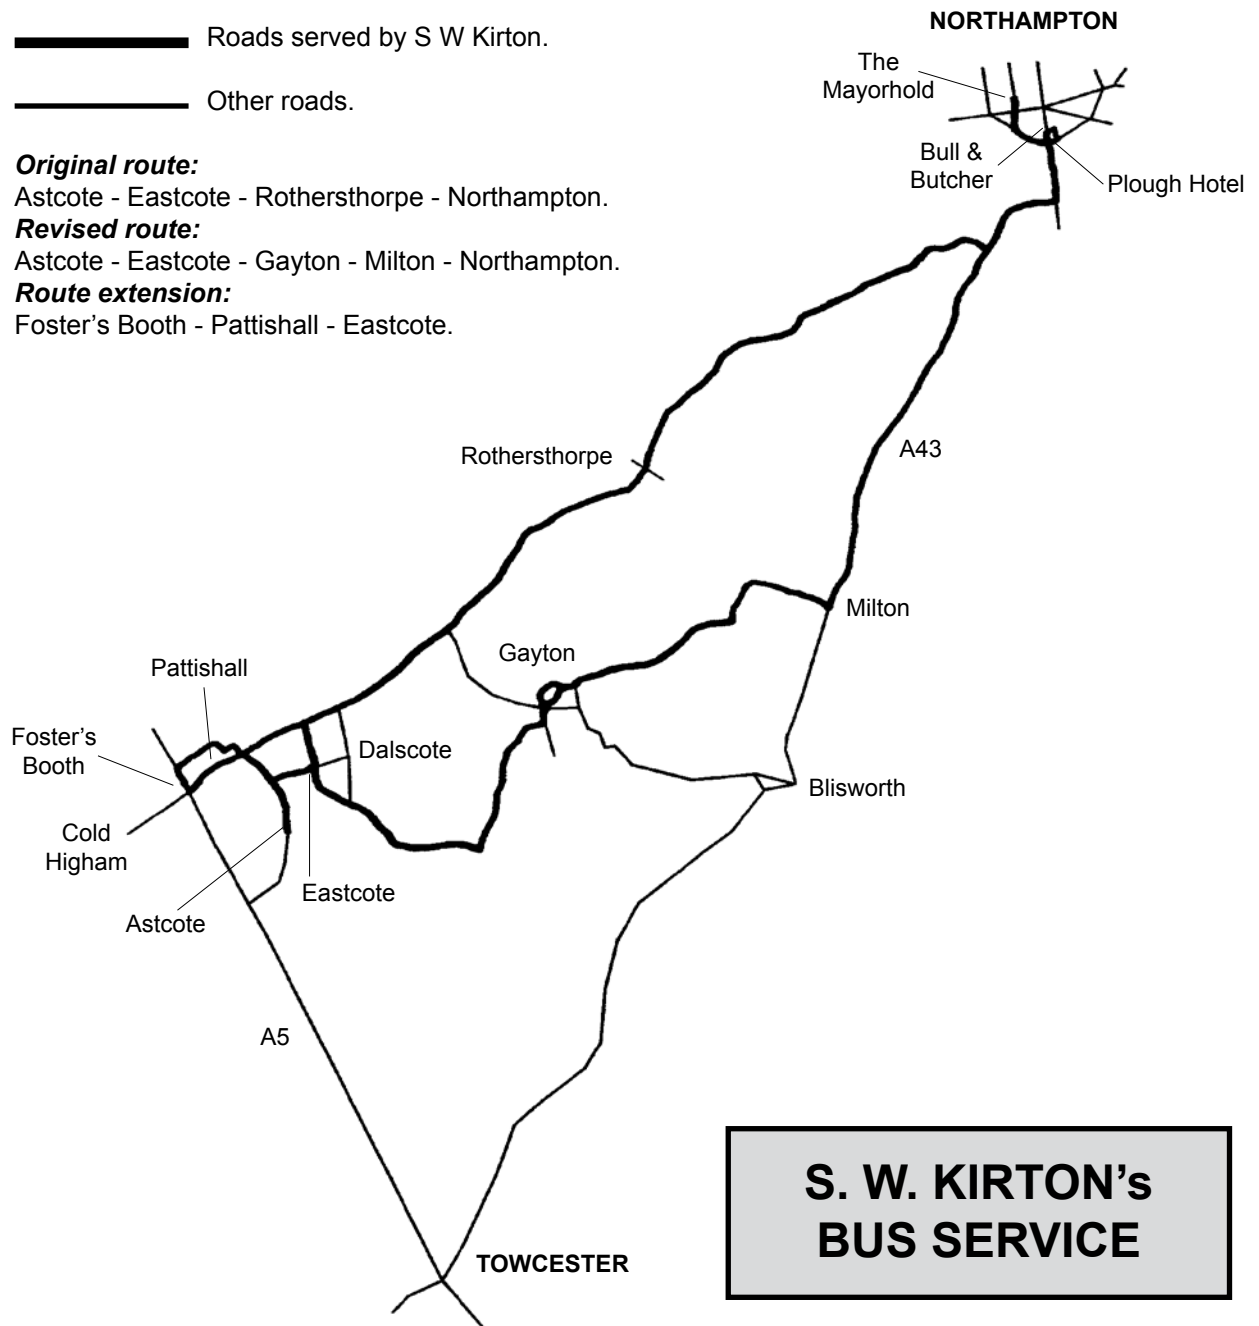 Roads served by S W Kirton.
Other roads.
Original route:
Astcote - Eastcote - Rothersthorpe - Northampton.
Revised route:
Astcote - Eastcote - Gayton - Milton - Northampton.
Route extension:
Foster's Booth - Pattishall - Eastcote.
NORTHAMPTON
The
Mayorhold
Bull &
Butcher
Plough Hotel
Rothersthorpe
A43
Milton
Gayton
Pattishall
Foster's
Booth
Dalscote
Blisworth
Cold
Higham
Eastcote
Astcote
A5
TOWCESTER
S. W. KIRTON's
BUS SERVICE